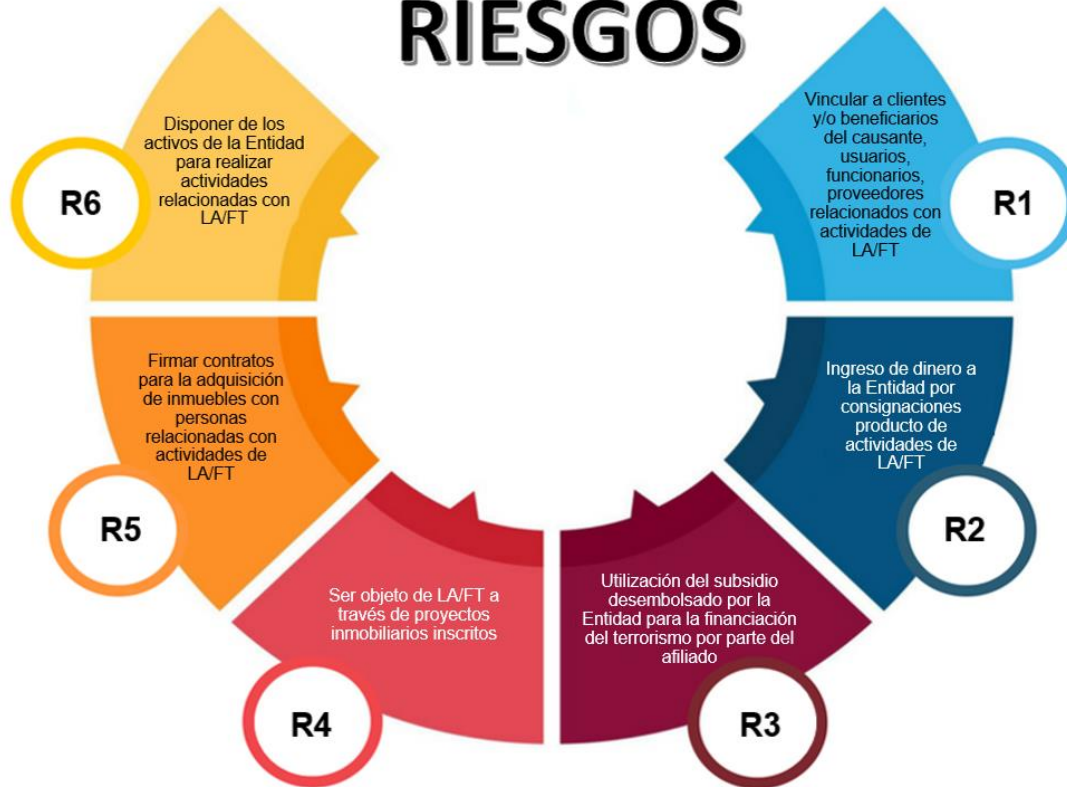 RIESGOS
Vincular a clientes
y/o beneficiarios
del causante,
usuarios,
funcionarios,
proveedores
relacionados con
actividades de
LA/FT
R1
Ingreso de dinero a
la Entidad por
consignaciones
producto de
actividades de
LA/FT
R2
Utilización del subsidio
desembolsado por la
Entidad para la financiación
del terrorismo por parte del
afiliado
R3
Ser objeto de LA/FT a
través de proyectos
inmobiliarios inscritos
R4
Firmar contratos
para la adquisición
de inmuebles con
personas
relacionadas con
actividades de
LA/FT
R5
Disponer de los
activos de la Entidad
para realizar
actividades
relacionadas con
LA/FT
R6